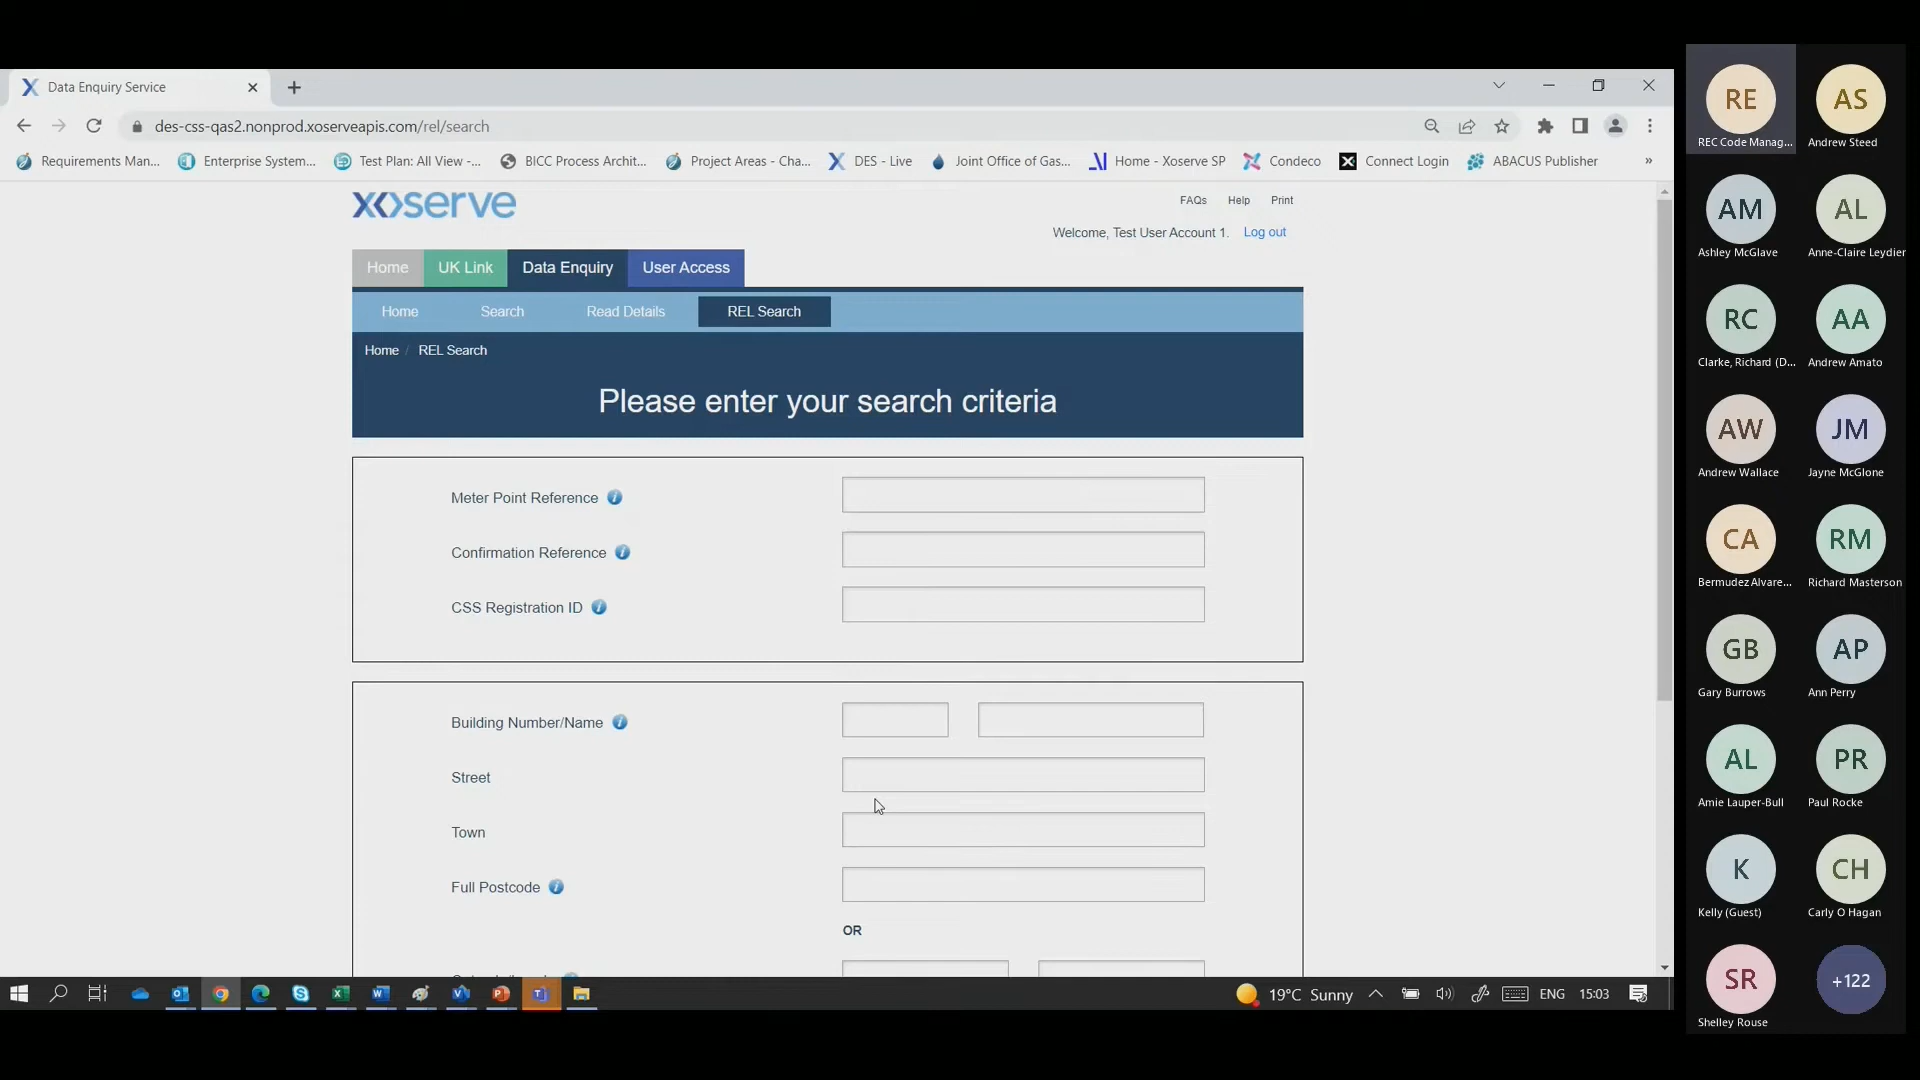 Data Enquiry Service
des-css-qas2.nonprod.xoserveapis.com/rel/search
Requirements Man... Enterprise System... Test Plan: All View -... BICC Process Archit... Project Areas - Cha... DES - Live Joint Office of Gas... Home - Xoserve SP Condeco Connect Login ABACUS Publisher »
xoserve
FAQs Help Print
Welcome, Test User Account 1. Log out
Home UK Link Data Enquiry User Access
Home Search Read Details REL Search
Home / REL Search
Please enter your search criteria
Meter Point Reference
Confirmation Reference
CSS Registration ID
Building Number/Name
Street
Town
Full Postcode
OR
19°C Sunny ENG 15:03
RE AS
REC Code Manag... Andrew Steed
AM AL
Ashley McGlave Anne-Claire Leydier
RC AA
Clarke, Richard (D... Andrew Amato
AW JM
Andrew Wallace Jayne McGlone
CA RM
Bermudez Alvare... Richard Masterson
GB AP
Gary Burrows Ann Perry
AL PR
Amie Lauper-Bull Paul Rocke
K CH
Kelly (Guest) Carly O Hagan
SR +122
Shelley Rouse